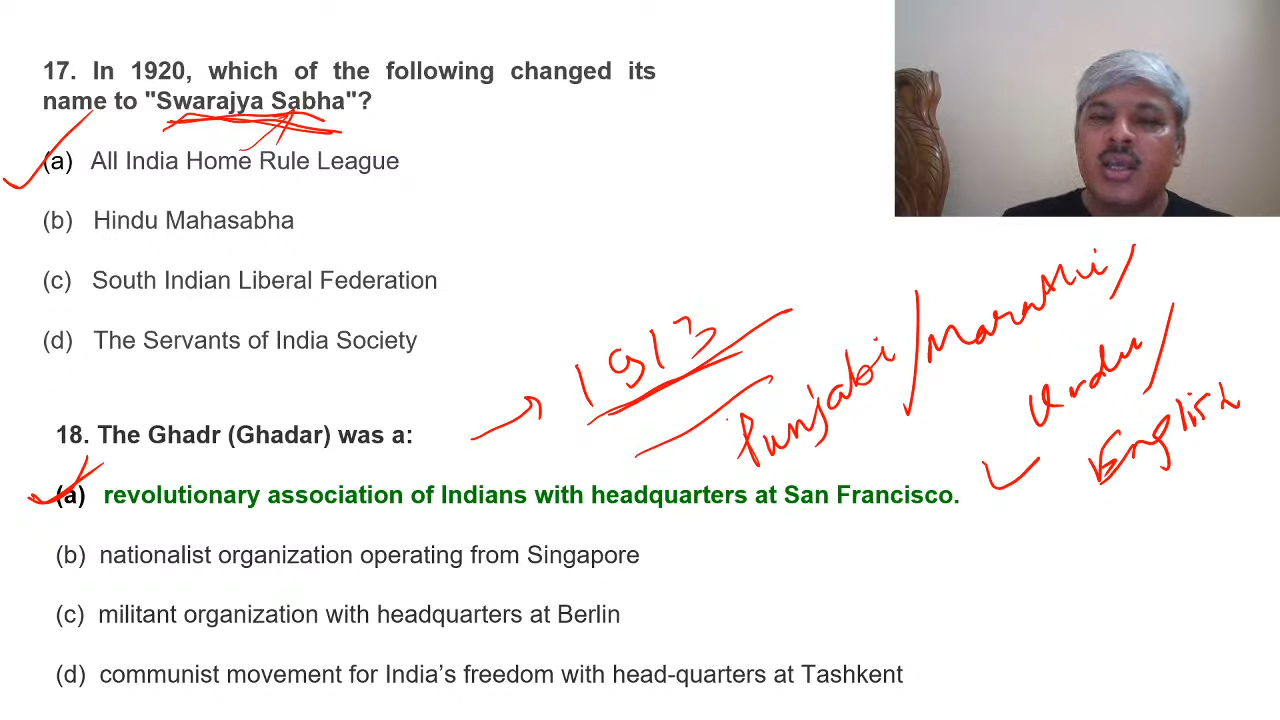 17. In 1920, which of the following changed its
name to "Swarajya Sabha"?
(a) All India Home Rule League
(b) Hindu Mahasabha
(c) South Indian Liberal Federation
(d) The Servants of India Society
1913
Punjabi/Marathi/
Urdu/
English
18. The Ghadr (Ghadar) was a:
(a) revolutionary association of Indians with headquarters at San Francisco.
(b) nationalist organization operating from Singapore
(c) militant organization with headquarters at Berlin
(d) communist movement for India’s freedom with head-quarters at Tashkent